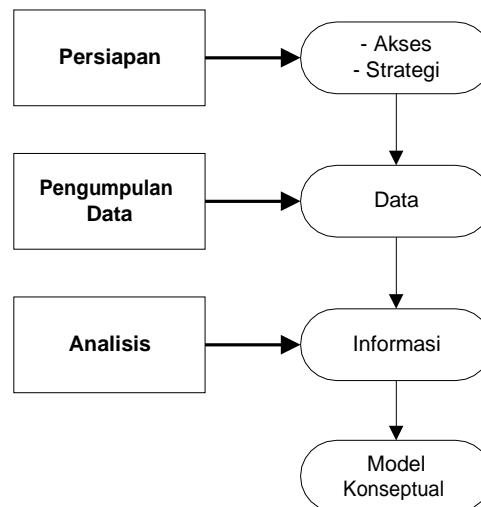 Persiapan
- Akses
- Strategi
Pengumpulan
Data
Data
Analisis
Informasi
Model
Konseptual